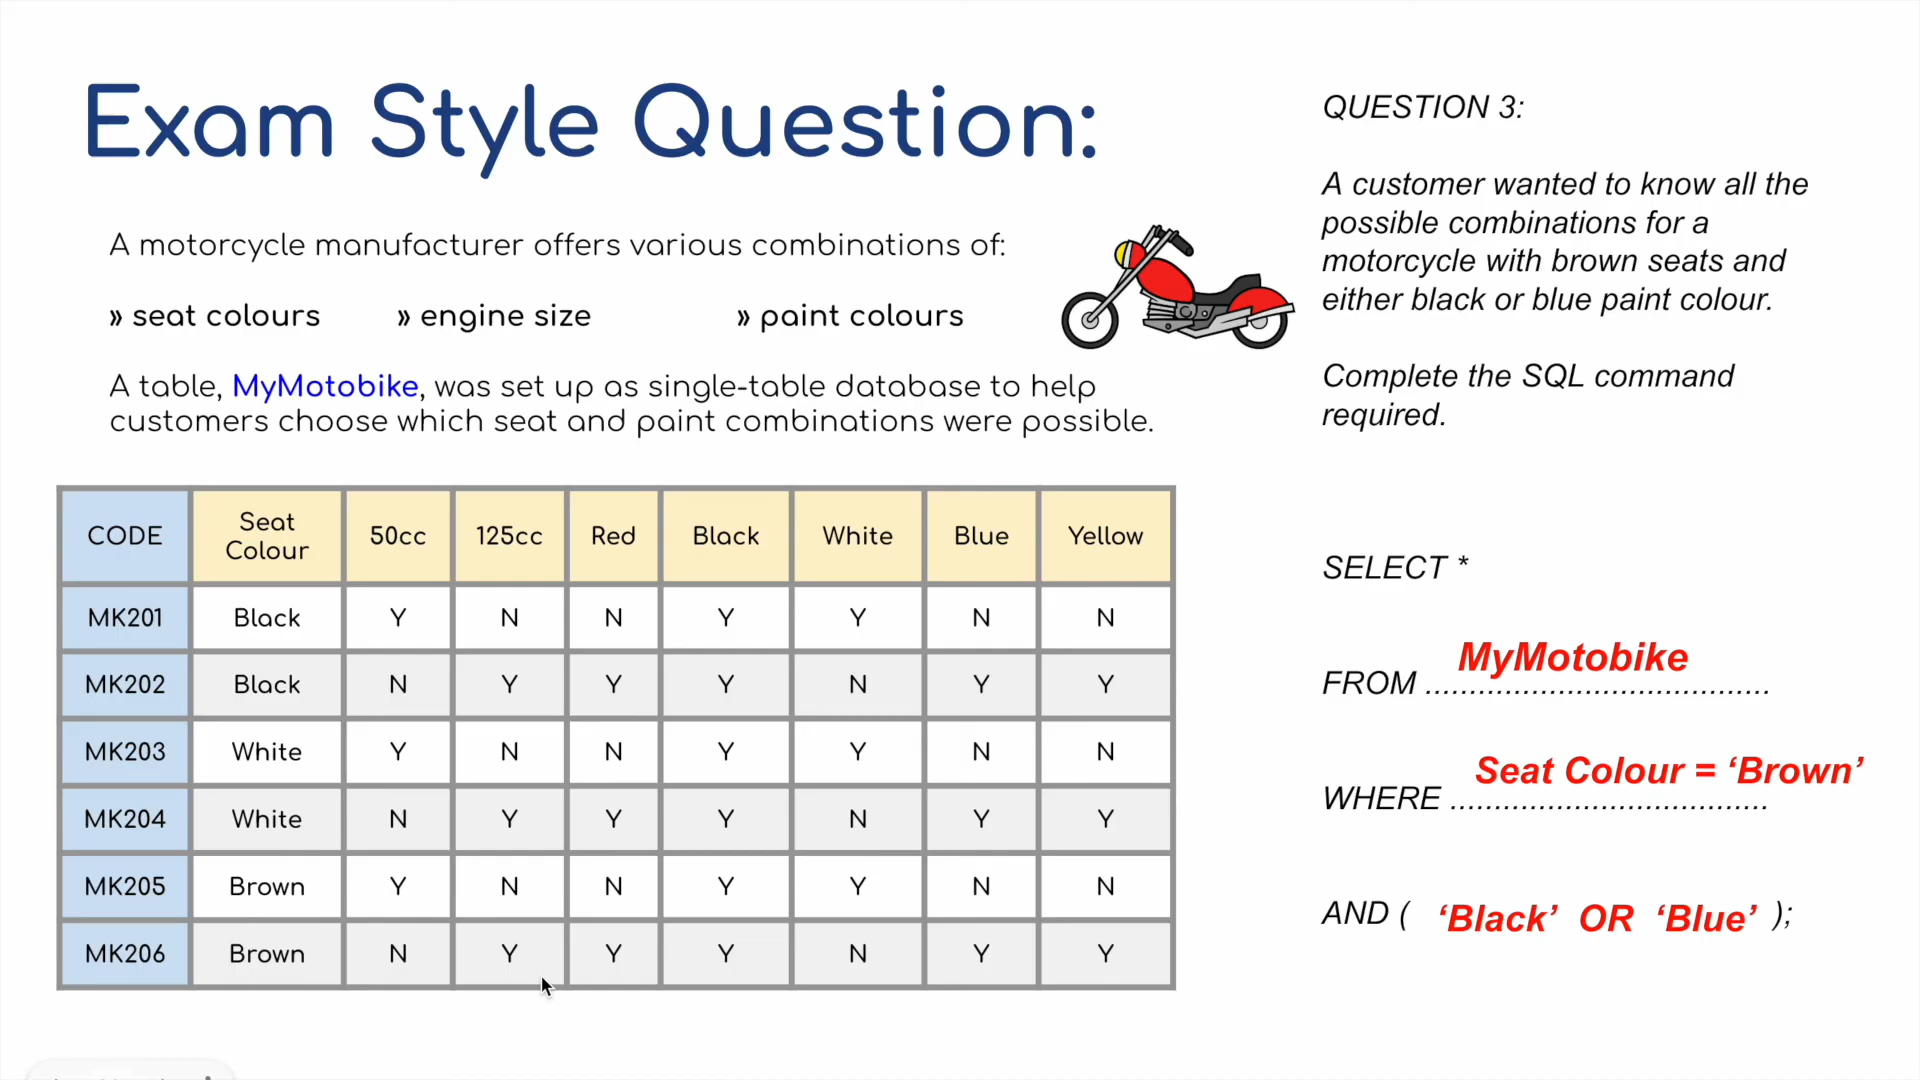 Exam Style Question:
A motorcycle manufacturer offers various combinations of:
» seat colours » engine size » paint colours
A table, MyMotobike, was set up as single-table database to help
customers choose which seat and paint combinations were possible.
CODE Seat Colour 50cc 125cc Red Black White Blue Yellow
MK201 Black Y N N Y Y N N
MK202 Black N Y Y Y N Y Y
MK203 White Y N N Y Y N N
MK204 White N Y Y Y N Y Y
MK205 Brown Y N N Y Y N N
MK206 Brown N Y Y Y N Y Y
QUESTION 3:
A customer wanted to know all the
possible combinations for a
motorcycle with brown seats and
either black or blue paint colour.
Complete the SQL command
required.
SELECT *
MyMotobike
FROM .......................................
Seat Colour = ‘Brown’
WHERE ....................................
AND ( ‘Black’ OR ‘Blue’ );